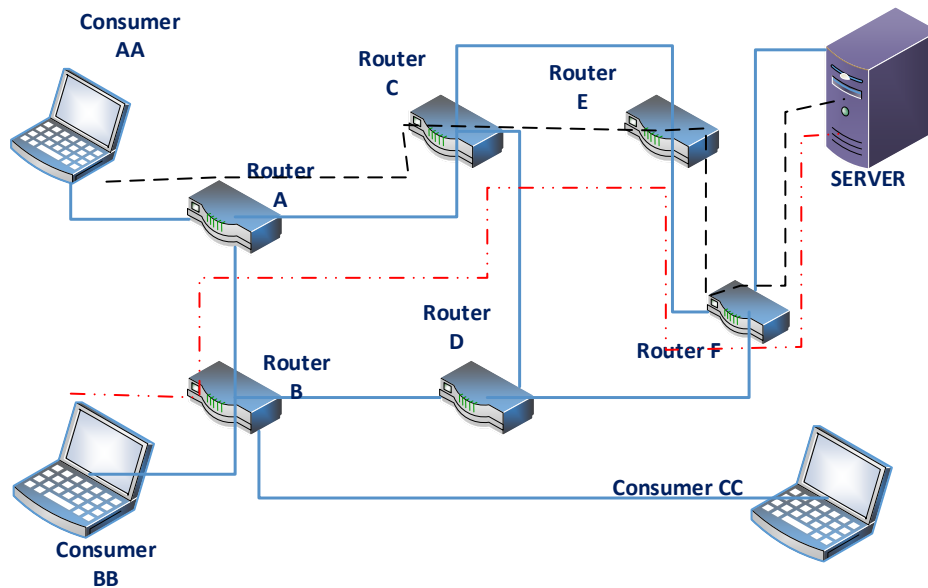 Consumer
AA
Router
C
Router
E
SERVER
Router
A
Router
D
Router F
Router
B
Consumer CC
Consumer
BB